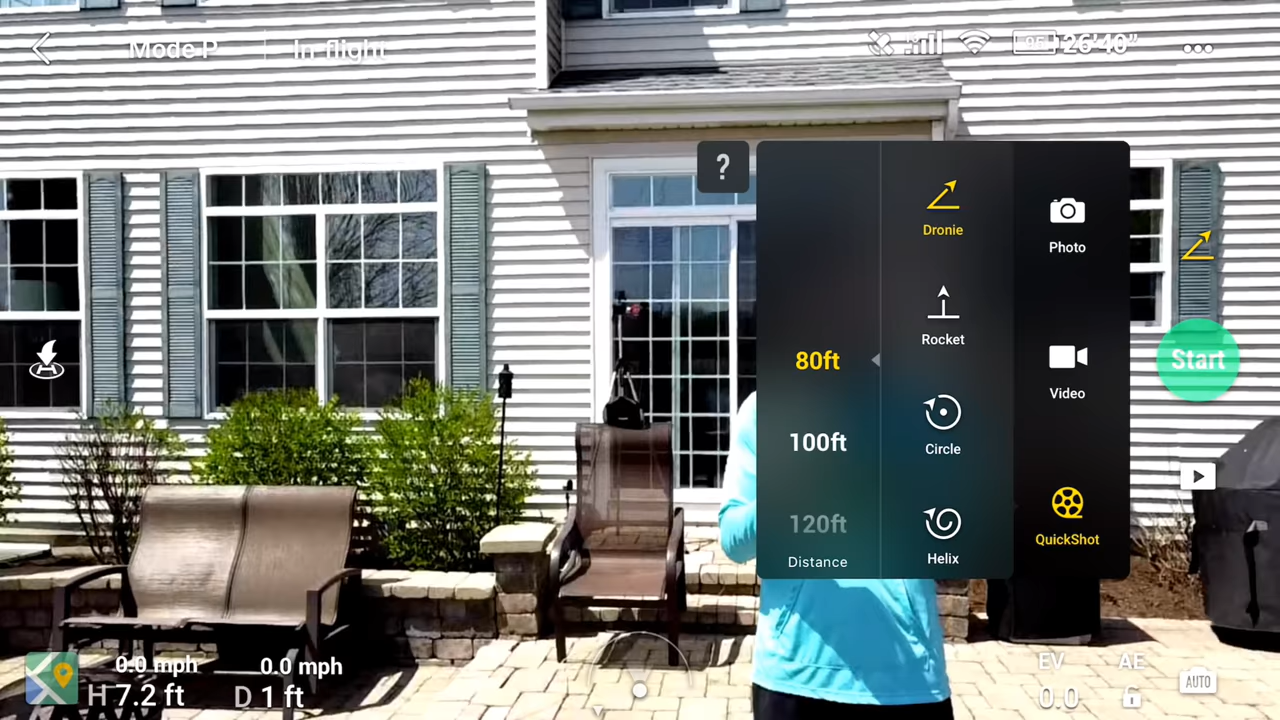 Mode P In-flight 95 26'40"
?
Dronie
Photo
Rocket
Start
80ft
Video
100ft
Circle
120ft
QuickShot
Distance
Helix
0.0 mph 0.0 mph
H 7.2 ft D 1 ft
EV AE
0.0
AUTO